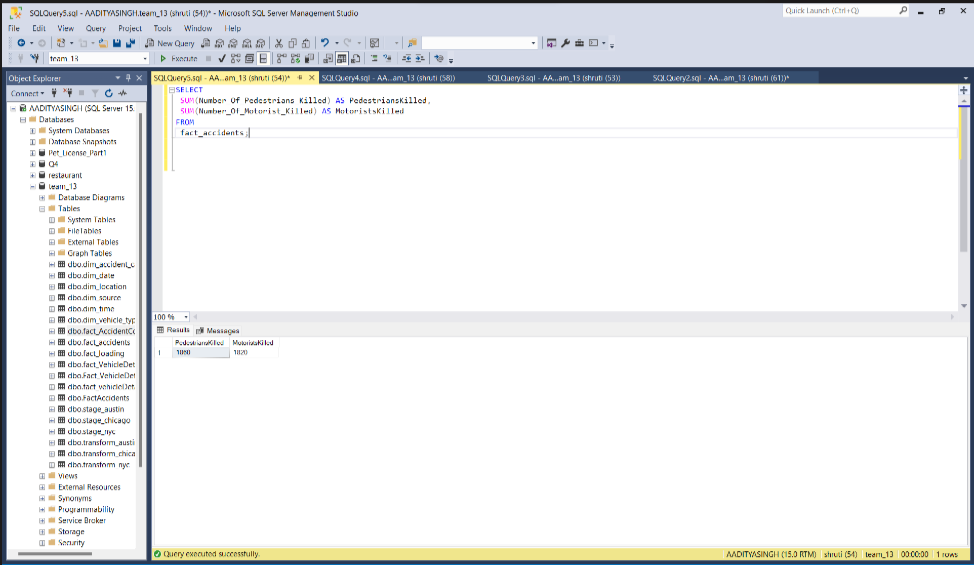 SQLQuery5.sql - AADITYASINGH.team_13 (shruti (54))* - Microsoft SQL Server Management Studio
Quick Launch (Ctrl+Q)
File Edit View Query Project Tools Window Help
New Query
team_13
Execute
Object Explorer
SQLQuery5.sql - AA...am_13 (shruti (54))*
SQLQuery4.sql - AA...am_13 (shruti (58))
SQLQuery3.sql - AA...am_13 (shruti (53))
SQLQuery2.sql - AA...am_13 (shruti (61))*
Connect
AADITYASINGH (SQL Server 15.
Databases
System Databases
Database Snapshots
Pet_License_Part1
Q4
restaurant
team_13
Database Diagrams
Tables
System Tables
FileTables
External Tables
Graph Tables
dbo.dim_accident_c
dbo.dim_date
dbo.dim_location
dbo.dim_source
dbo.dim_time
dbo.dim_vehicle_typ
dbo.fact_AccidentCo
dbo.fact_accidents
dbo.fact_loading
dbo.fact_VehicleDet
dbo.Fact_VehicleDet
dbo.fact_vehicleDet
dbo.FactAccidents
dbo.stage_austin
dbo.stage_chicago
dbo.stage_nyc
dbo.transform_austi
dbo.transform_chica
dbo.transform_nyc
Views
External Resources
Synonyms
Programmability
Service Broker
Storage
Security
SELECT
SUM(Number_Of_Pedestrians_Killed) AS PedestriansKilled,
SUM(Number_Of_Motorist_Killed) AS MotoristsKilled
FROM
fact_accidents;
100 %
Results Messages
PedestriansKilled MotoristsKilled
1 1860 1820
Query executed successfully.
AADITYASINGH (15.0 RTM) shruti (54) team_13 00:00:00 1 rows